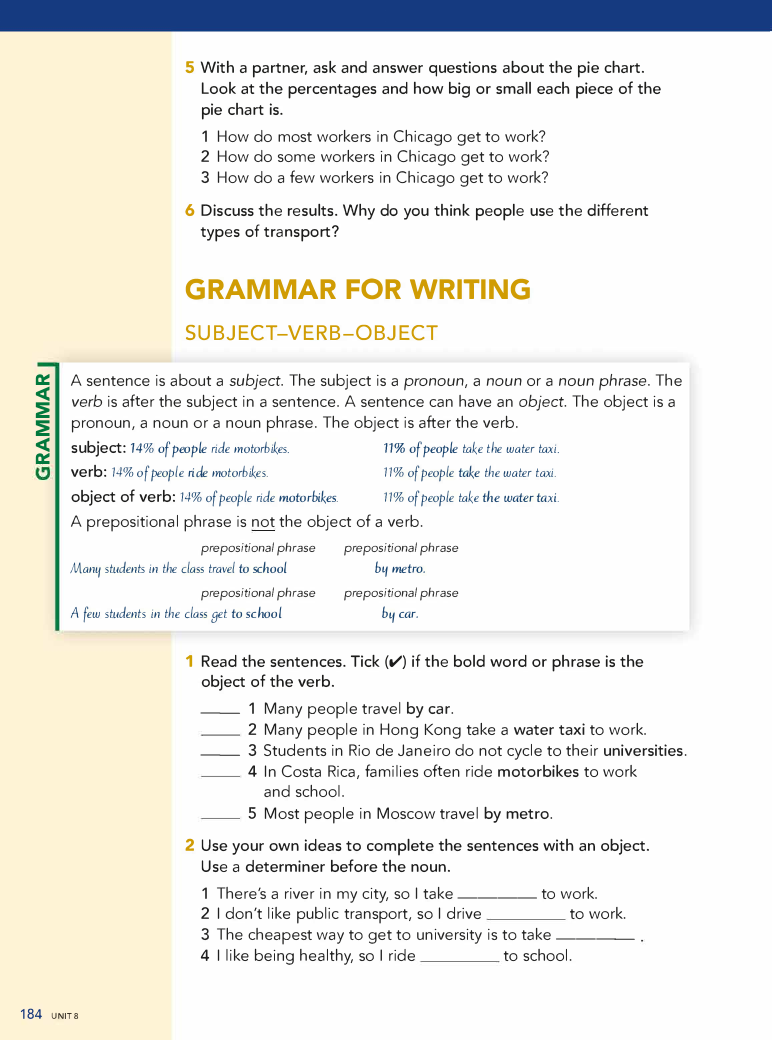 5 With a partner, ask and answer questions about the pie chart.
Look at the percentages and how big or small each piece of the
pie chart is.
1 How do most workers in Chicago get to work?
2 How do some workers in Chicago get to work?
3 How do a few workers in Chicago get to work?
6 Discuss the results. Why do you think people use the different
types of transport?
GRAMMAR FOR WRITING
SUBJECT–VERB–OBJECT
GRAMMAR
A sentence is about a subject. The subject is a pronoun, a noun or a noun phrase. The
verb is after the subject in a sentence. A sentence can have an object. The object is a
pronoun, a noun or a noun phrase. The object is after the verb.
subject: 14% of people ride motorbikes. 11% of people take the water taxi.
verb: 14% of people ride motorbikes. 11% of people take the water taxi.
object of verb: 14% of people ride motorbikes. 11% of people take the water taxi.
A prepositional phrase is not the object of a verb.
prepositional phrase prepositional phrase
Many students in the class travel to school by metro.
prepositional phrase prepositional phrase
A few students in the class get to school by car.
1 Read the sentences. Tick (✔) if the bold word or phrase is the
object of the verb.
_____ 1 Many people travel by car.
_____ 2 Many people in Hong Kong take a water taxi to work.
_____ 3 Students in Rio de Janeiro do not cycle to their universities.
_____ 4 In Costa Rica, families often ride motorbikes to work
and school.
_____ 5 Most people in Moscow travel by metro.
2 Use your own ideas to complete the sentences with an object.
Use a determiner before the noun.
1 There's a river in my city, so I take __________ to work.
2 I don't like public transport, so I drive __________ to work.
3 The cheapest way to get to university is to take __________ .
4 I like being healthy, so I ride __________ to school.
184 UNIT 8